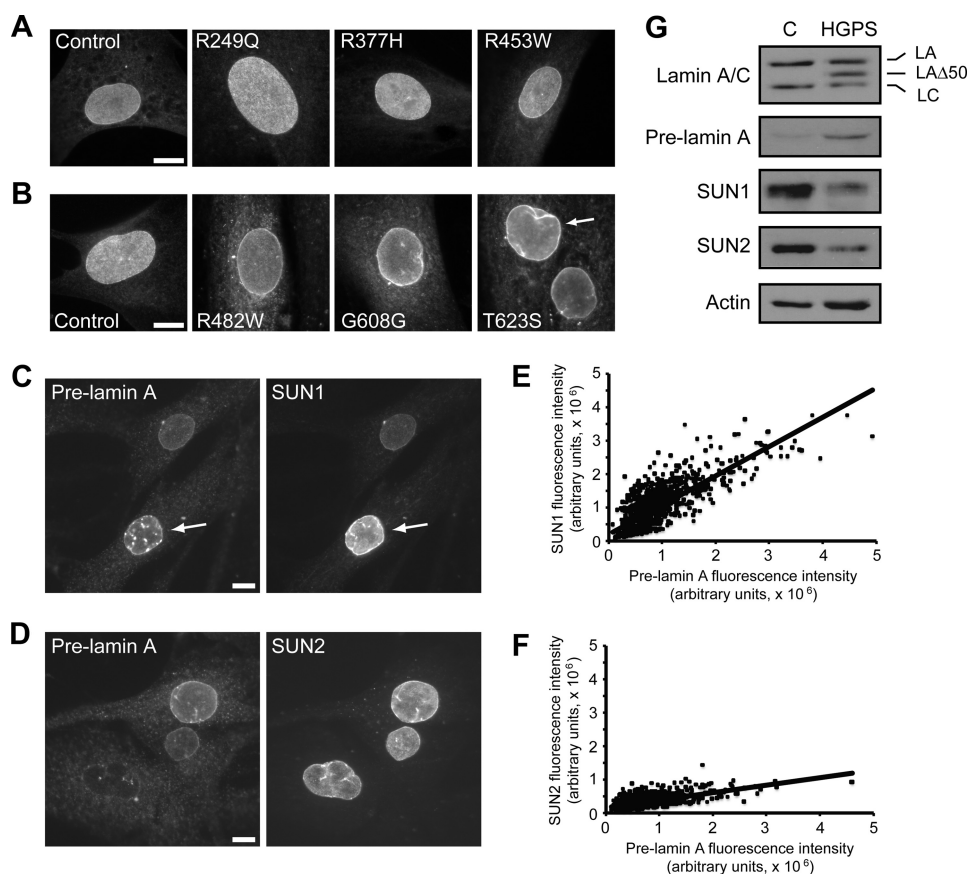 A
Control
R249Q
R377H
R453W
B
Control
R482W
G608G
T623S
C
Pre-lamin A
SUN1
D
Pre-lamin A
SUN2
G
C HGPS
Lamin A/C
LA
LAΔ50
LC
Pre-lamin A
SUN1
SUN2
Actin
E
SUN1 fluorescence intensity
(arbitrary units, x 10⁶)
5
4
3
2
1
0
0 1 2 3 4 5
Pre-lamin A fluorescence intensity
(arbitrary units, x 10⁶)
F
SUN2 fluorescence intensity
(arbitrary units, x 10⁶)
5
4
3
2
1
0
0 1 2 3 4 5
Pre-lamin A fluorescence intensity
(arbitrary units, x 10⁶)